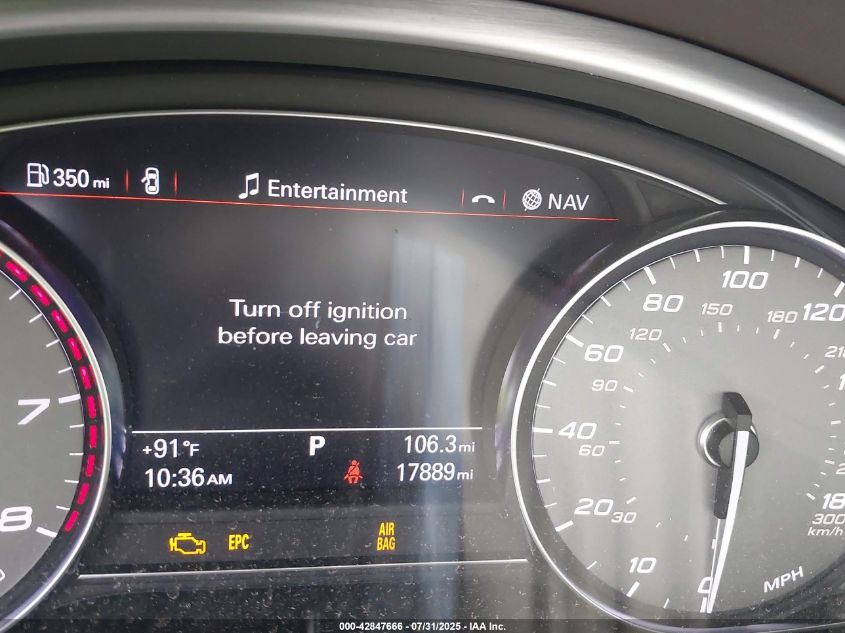 350 mi
Entertainment
NAV
Turn off ignition
before leaving car
+91°F
P
106.3 mi
10:36 AM
17889 mi
EPC
AIR
BAG
7
8
0
10
20
40
60
80
100
120
18
30
60
90
120
150
180
300
km/h
MPH
000-42847666 - 07/31/2025 - IAA Inc.